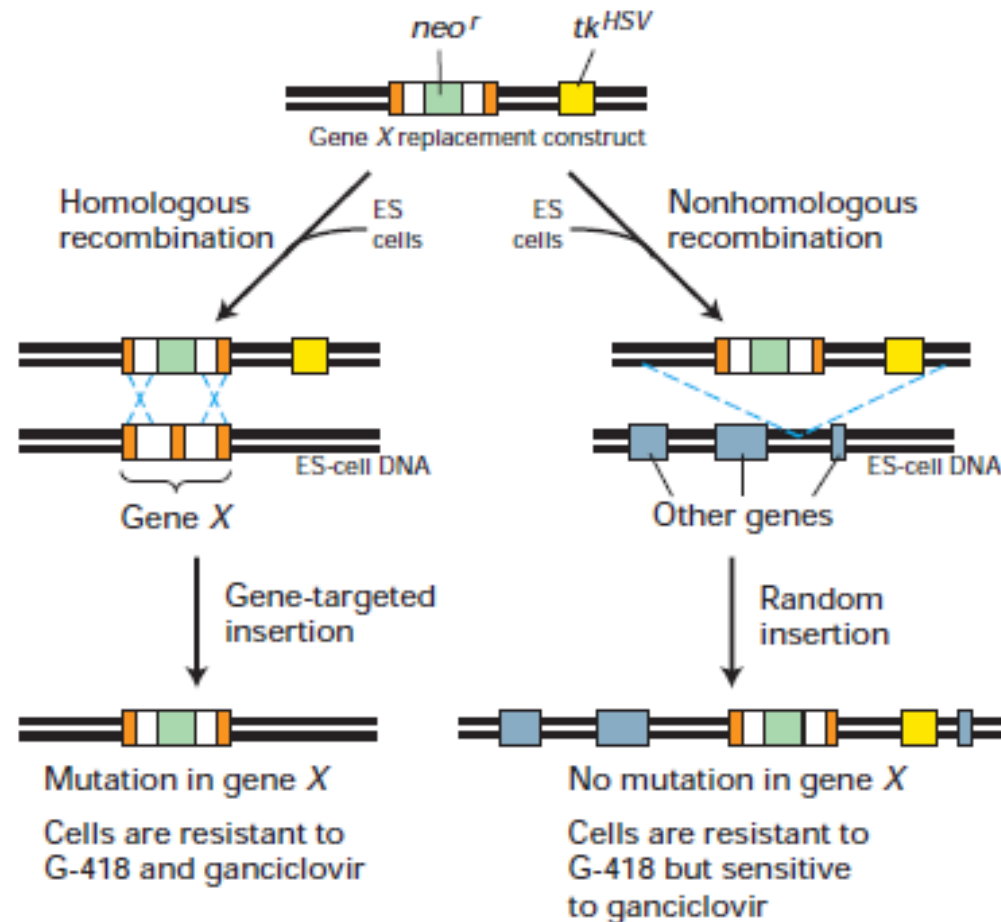 neo^r
tk^HSV
Gene X replacement construct
Homologous
recombination
ES
cells
ES
cells
Nonhomologous
recombination
ES-cell DNA
Gene X
ES-cell DNA
Other genes
Gene-targeted
insertion
Random
insertion
Mutation in gene X
Cells are resistant to
G-418 and ganciclovir
No mutation in gene X
Cells are resistant to
G-418 but sensitive
to ganciclovir